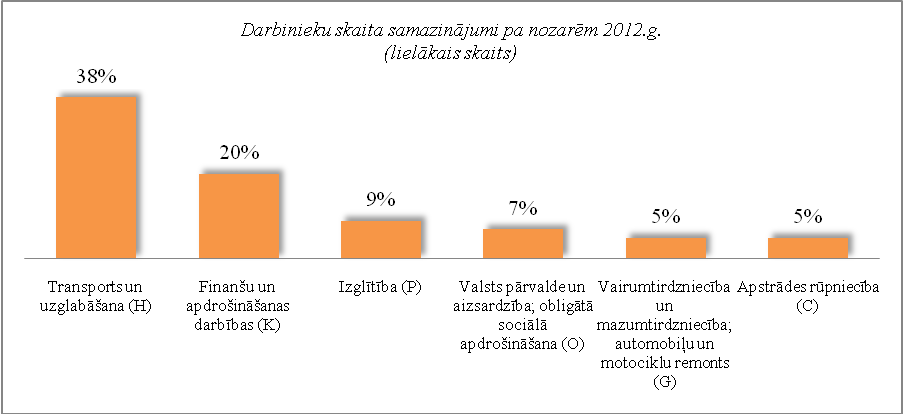 Darbinieku skaita samazinājumi pa nozarēm 2012.g.
(lielākais skaits)
38%
20%
9%
7%
5%
5%
Transports un
uzglabāšana (H)
Finanšu un
apdrošināšanas
darbības (K)
Izglītība (P)
Valsts pārvalde un
aizsardzība; obligātā
sociālā
apdrošināšana (O)
Vairumtirdzniecība
un
mazumtirdzniecība;
automobiļu un
motociklu remonts
(G)
Apstrādes rūpniecība
(C)